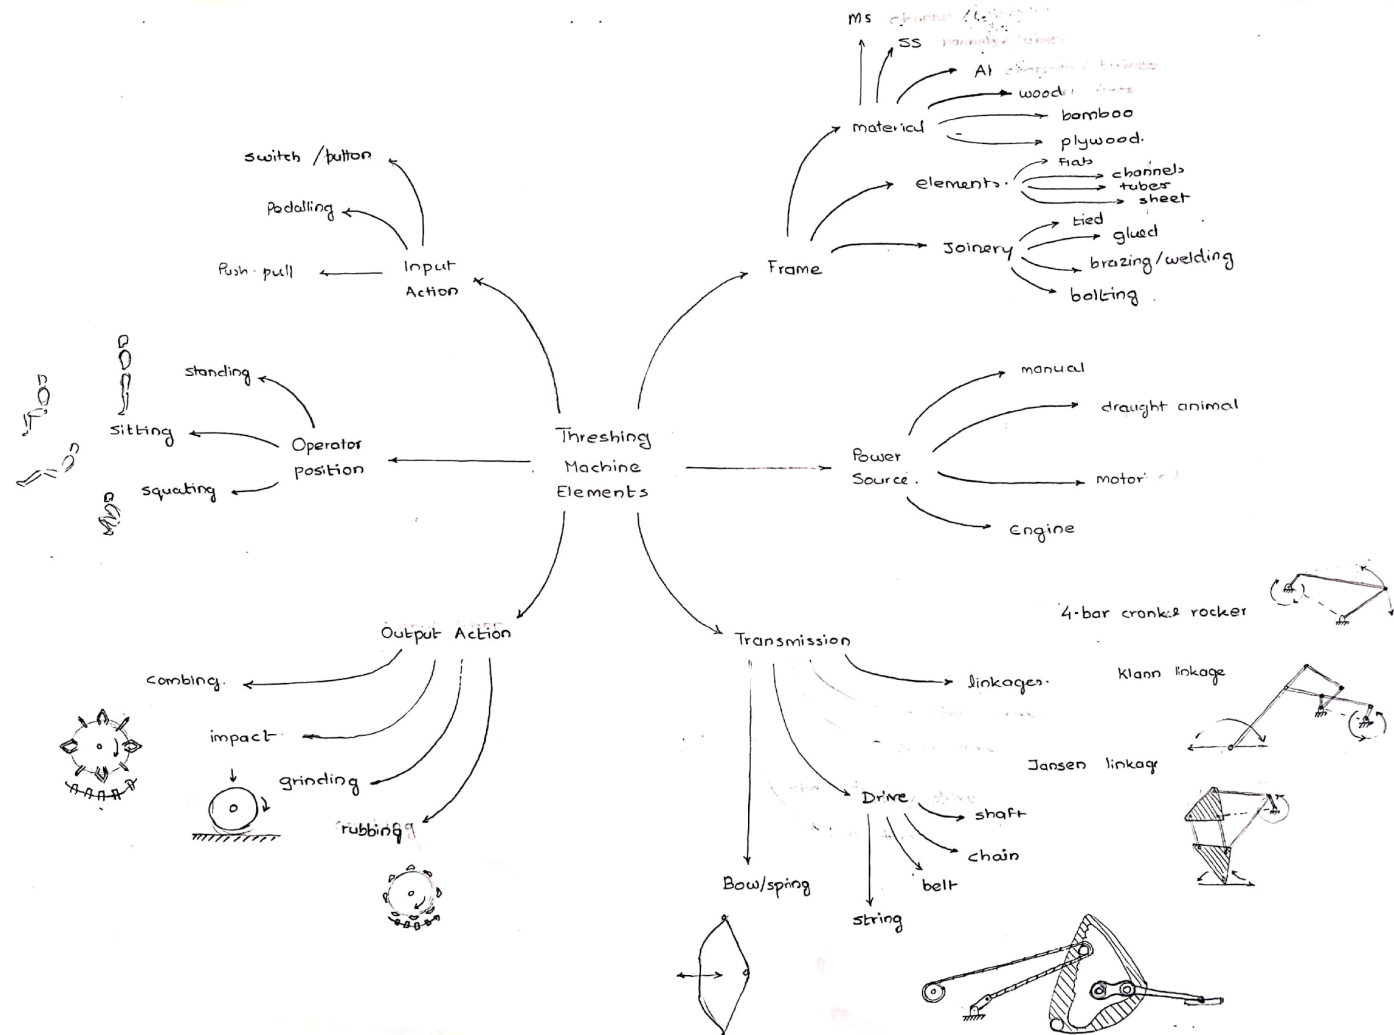 Ms
SS
Al
wood
bamboo
plywood.
material
flats
channels
tubes
sheet
elements.
tied
glued
brazing/welding
bolting
Joinery
Frame
switch / button
Pedalling
Push-pull
Input
Action
standing
Sitting
squating
Operator
position
Threshing
Machine
Elements
Power
Source.
manual
draught animal
motor
Engine
Output Action
combing.
impact
grinding
rubbing
Transmission
linkages.
4-bar crank & rocker
Klann linkage
Jansen linkage
Drive
shaft
chain
belt
string
Bow/spring